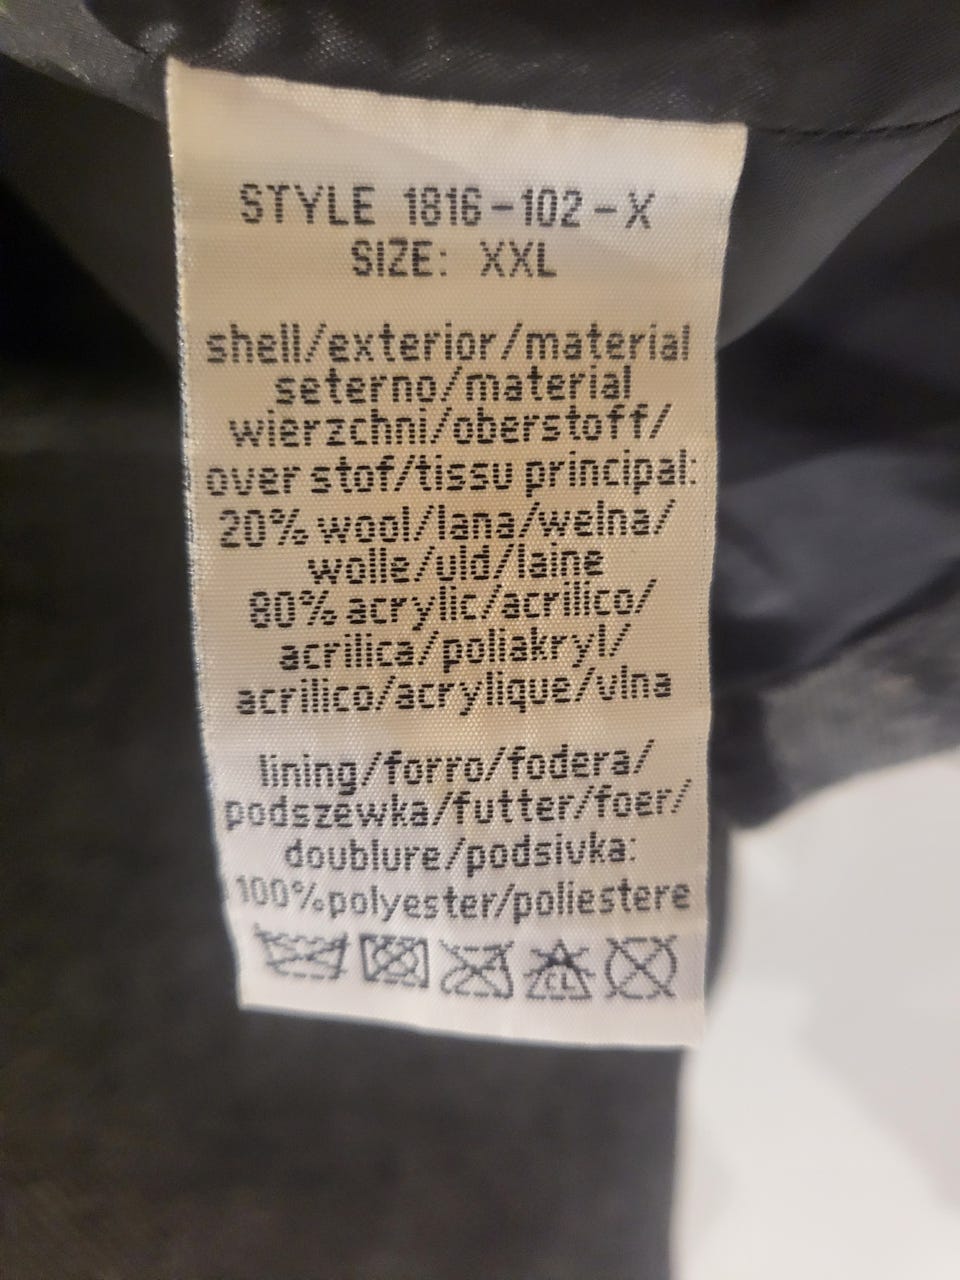 STYLE 1816-102-X
SIZE: XXL
shell/exterior/material
seterno/material
wierzchni/oberstoff/
over stof/tissu principal:
20% wool/lana/wełna/
wolle/uld/laine
80% acrylic/acrilico/
acrilica/poliakryl/
acrilico/acrylique/vlna
lining/forro/fodera/
podszewka/futter/foer/
doublure/podsivka:
100%polyester/poliestere
CL